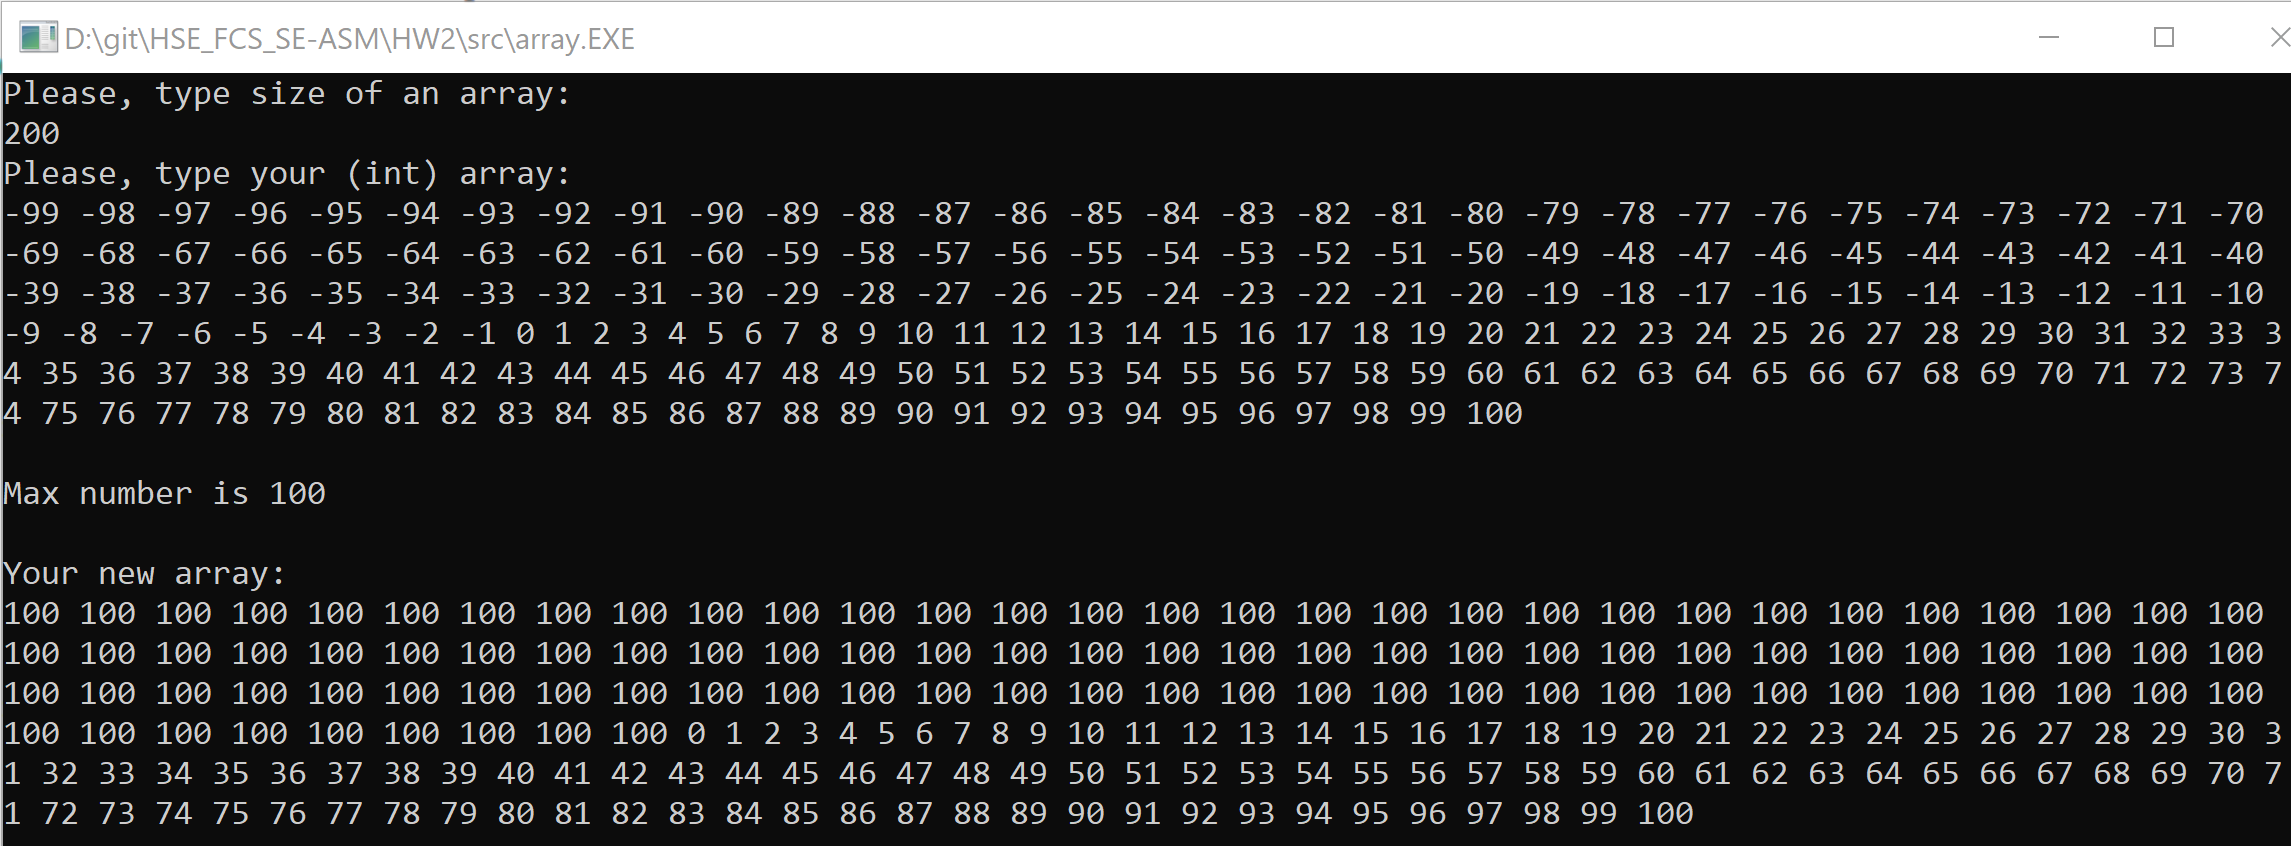 D:\git\HSE_FCS_SE-ASM\HW2\src\array.EXE
Please, type size of an array:
200
Please, type your (int) array:
-99 -98 -97 -96 -95 -94 -93 -92 -91 -90 -89 -88 -87 -86 -85 -84 -83 -82 -81 -80 -79 -78 -77 -76 -75 -74 -73 -72 -71 -70
-69 -68 -67 -66 -65 -64 -63 -62 -61 -60 -59 -58 -57 -56 -55 -54 -53 -52 -51 -50 -49 -48 -47 -46 -45 -44 -43 -42 -41 -40
-39 -38 -37 -36 -35 -34 -33 -32 -31 -30 -29 -28 -27 -26 -25 -24 -23 -22 -21 -20 -19 -18 -17 -16 -15 -14 -13 -12 -11 -10
-9 -8 -7 -6 -5 -4 -3 -2 -1 0 1 2 3 4 5 6 7 8 9 10 11 12 13 14 15 16 17 18 19 20 21 22 23 24 25 26 27 28 29 30 31 32 33 3
4 35 36 37 38 39 40 41 42 43 44 45 46 47 48 49 50 51 52 53 54 55 56 57 58 59 60 61 62 63 64 65 66 67 68 69 70 71 72 73 7
4 75 76 77 78 79 80 81 82 83 84 85 86 87 88 89 90 91 92 93 94 95 96 97 98 99 100
Max number is 100
Your new array:
100 100 100 100 100 100 100 100 100 100 100 100 100 100 100 100 100 100 100 100 100 100 100 100 100 100 100 100 100 100
100 100 100 100 100 100 100 100 100 100 100 100 100 100 100 100 100 100 100 100 100 100 100 100 100 100 100 100 100 100
100 100 100 100 100 100 100 100 100 100 100 100 100 100 100 100 100 100 100 100 100 100 100 100 100 100 100 100 100 100
100 100 100 100 100 100 100 100 100 0 1 2 3 4 5 6 7 8 9 10 11 12 13 14 15 16 17 18 19 20 21 22 23 24 25 26 27 28 29 30 3
1 32 33 34 35 36 37 38 39 40 41 42 43 44 45 46 47 48 49 50 51 52 53 54 55 56 57 58 59 60 61 62 63 64 65 66 67 68 69 70 7
1 72 73 74 75 76 77 78 79 80 81 82 83 84 85 86 87 88 89 90 91 92 93 94 95 96 97 98 99 100